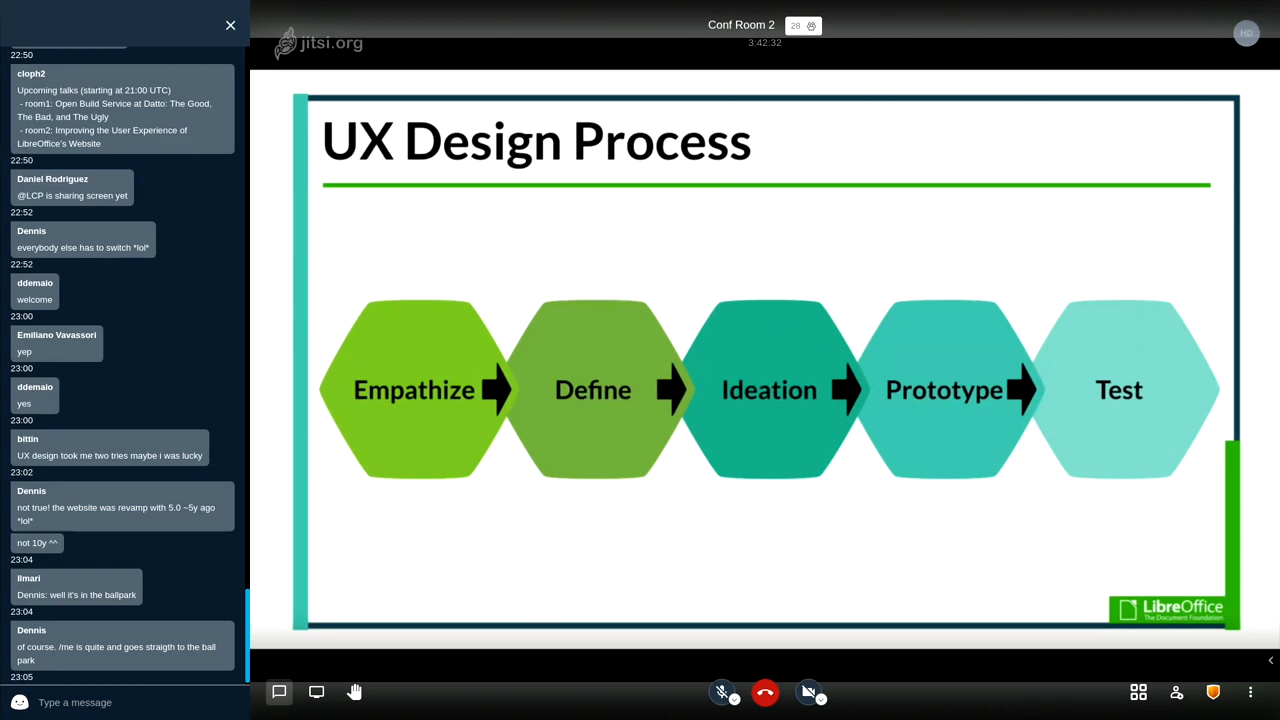 22:50
cloph2
Upcoming talks (starting at 21:00 UTC)
- room1: Open Build Service at Datto: The Good,
The Bad, and The Ugly
- room2: Improving the User Experience of
LibreOffice's Website
22:50
Daniel Rodriguez
@LCP is sharing screen yet
22:52
Dennis
everybody else has to switch *lol*
22:52
ddemaio
welcome
23:00
Emiliano Vavassori
yep
23:00
ddemaio
yes
23:00
bittin
UX design took me two tries maybe i was lucky
23:02
Dennis
not true! the website was revamp with 5.0 ~5y ago
*lol*
not 10y ^^
23:04
Ilmari
Dennis: well it's in the ballpark
23:04
Dennis
of course. /me is quite and goes straigth to the ball
park
23:05
Type a message
jitsi.org
Conf Room 2
28
3:42:32
HD
UX Design Process
Empathize
Define
Ideation
Prototype
Test
LibreOffice
The Document Foundation